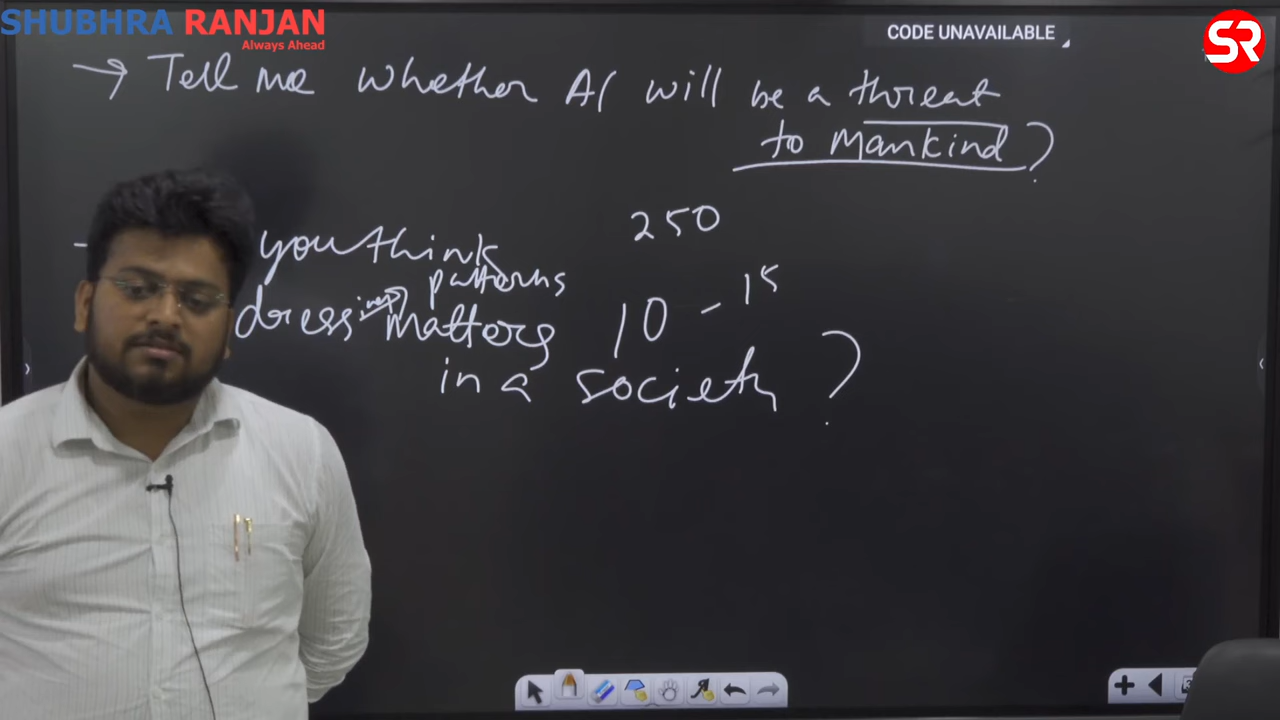 SHUBHRA RANJAN
Always Ahead
CODE UNAVAILABLE
SR
→ Tell me whether AI will be a threat
to Mankind?
250
- you think
patterns
dressing matters
10 - 15
in a society ?